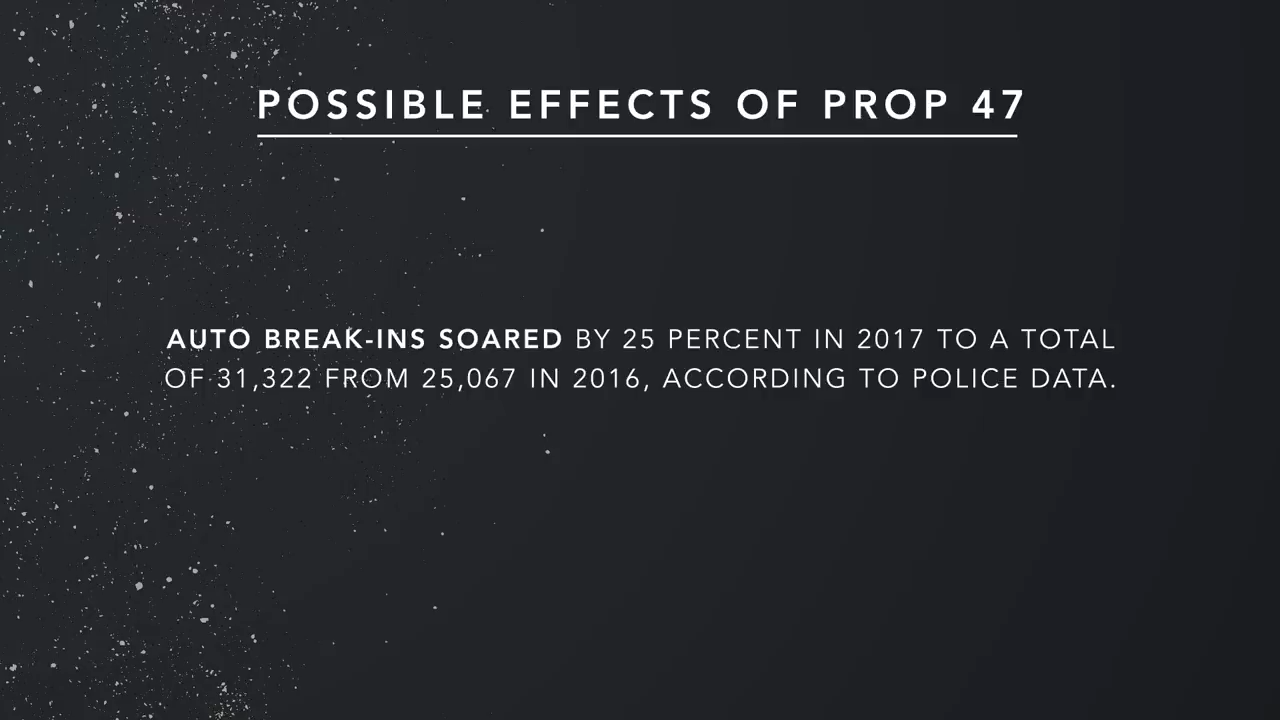 POSSIBLE EFFECTS OF PROP 47
AUTO BREAK-INS SOARED BY 25 PERCENT IN 2017 TO A TOTAL
OF 31,322 FROM 25,067 IN 2016, ACCORDING TO POLICE DATA.